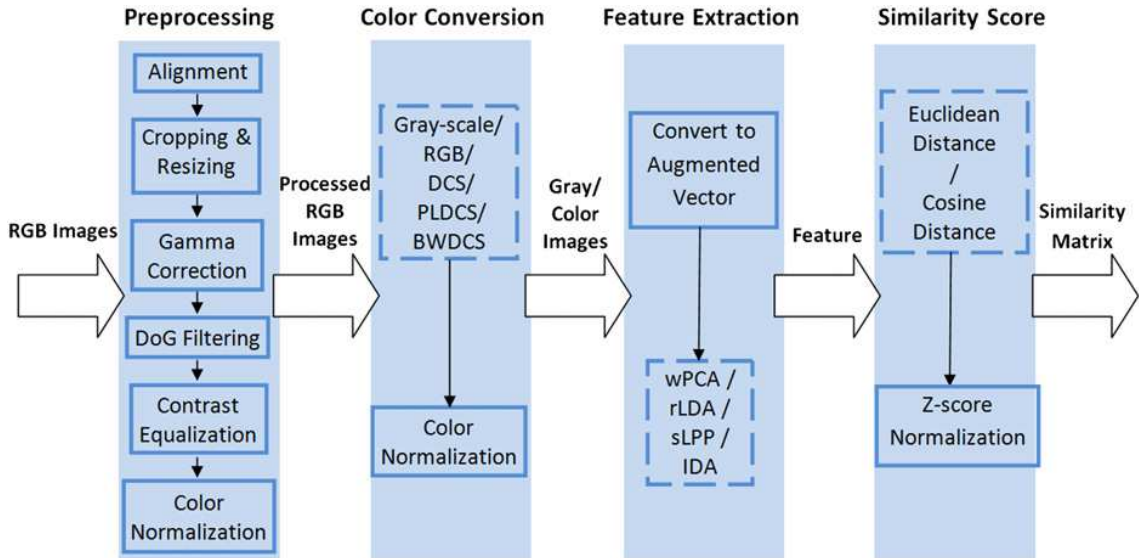 Preprocessing
Color Conversion
Feature Extraction
Similarity Score
RGB Images
Alignment
Cropping &
Resizing
Gamma
Correction
DoG Filtering
Contrast
Equalization
Color
Normalization
Processed
RGB
Images
Gray-scale/
RGB/
DCS/
PLDCS/
BWDCS
Color
Normalization
Gray/
Color
Images
Convert to
Augmented
Vector
wPCA /
rLDA /
sLPP /
IDA
Feature
Euclidean
Distance
/
Cosine
Distance
Z-score
Normalization
Similarity
Matrix